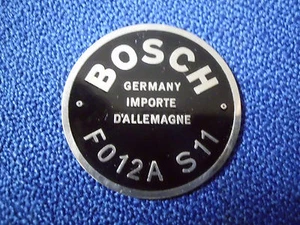 BOSCH
GERMANY
IMPORTE
D'ALLEMAGNE
F012A S11